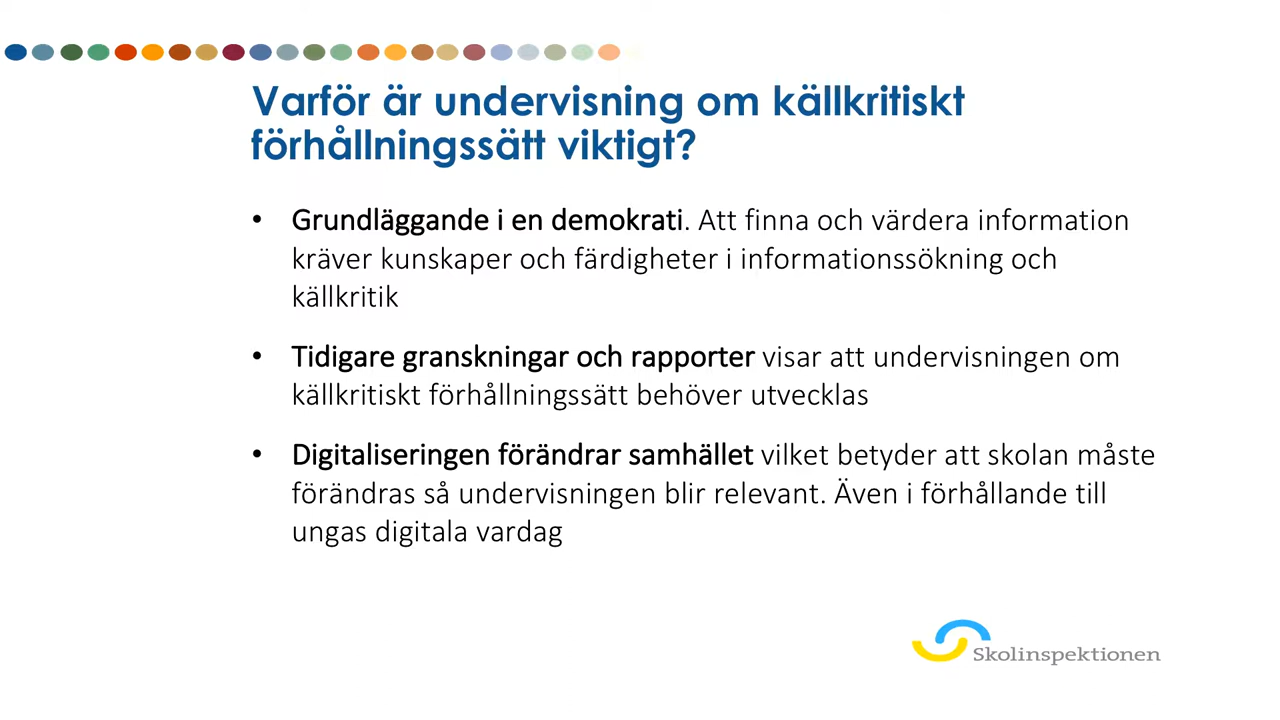 Varför är undervisning om källkritiskt
förhållningssätt viktigt?
• Grundläggande i en demokrati. Att finna och värdera information
kräver kunskaper och färdigheter i informationssökning och
källkritik
• Tidigare granskningar och rapporter visar att undervisningen om
källkritiskt förhållningssätt behöver utvecklas
• Digitaliseringen förändrar samhället vilket betyder att skolan måste
förändras så undervisningen blir relevant. Även i förhållande till
ungas digitala vardag
Skolinspektionen